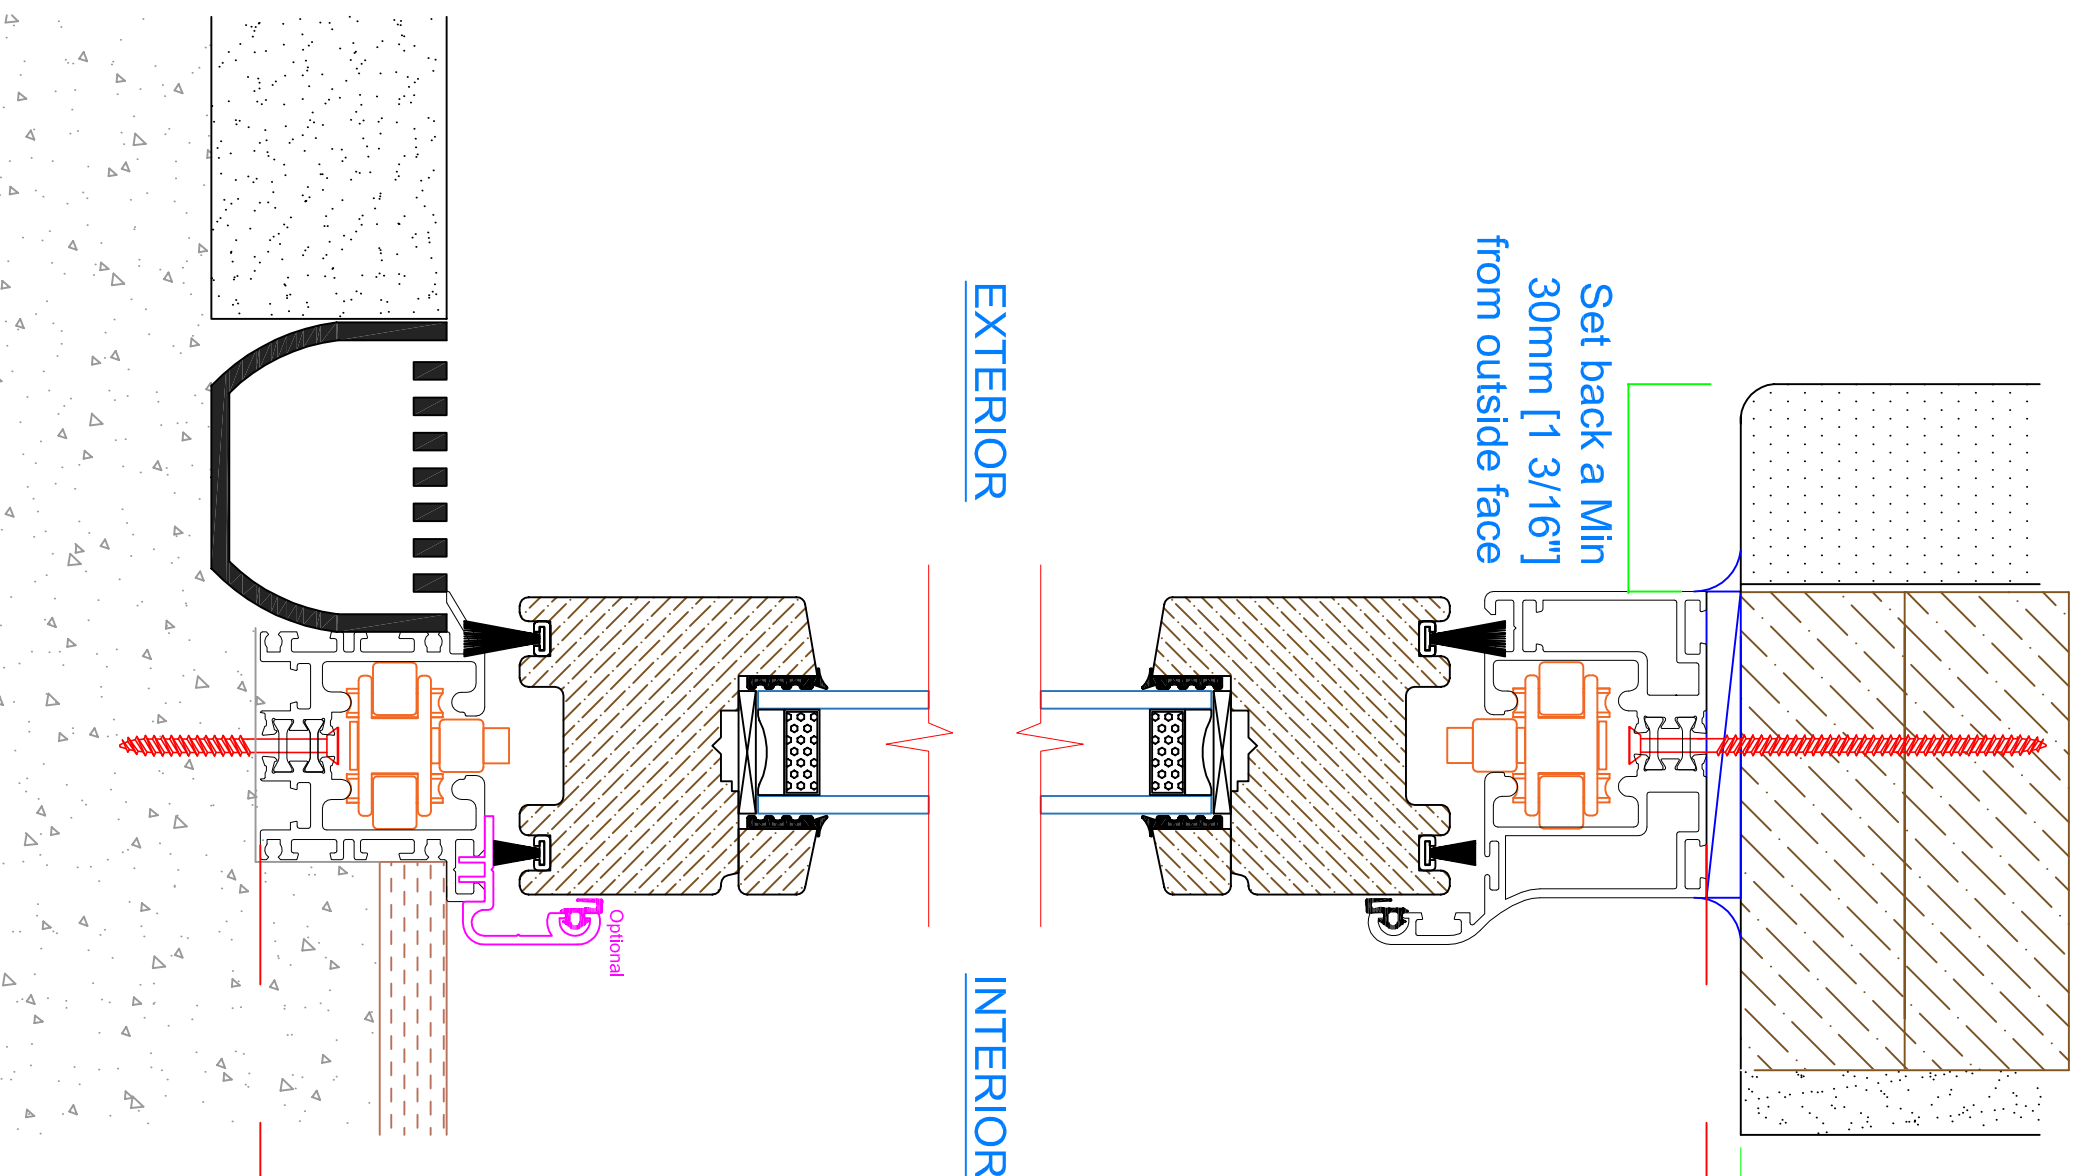 Set back a Min
30mm [1 3/16"]
from outside face
EXTERIOR
INTERIOR
Optional